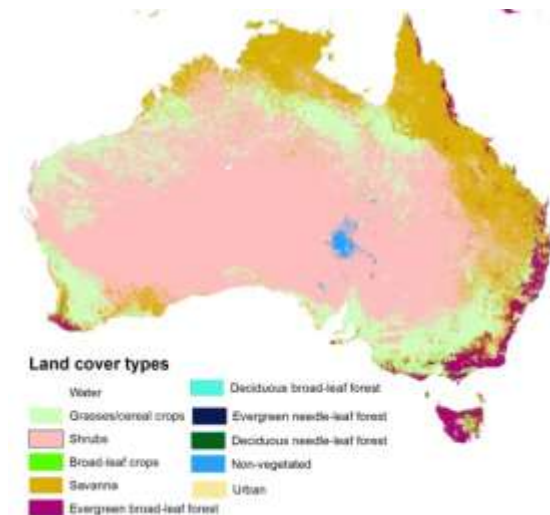 Land cover types
Water
Grasses/cereal crops
Shrubs
Broad-leaf crops
Savanna
Evergreen broad-leaf forest
Deciduous broad-leaf forest
Evergreen needle-leaf forest
Deciduous needle-leaf forest
Non-vegetated
Urban